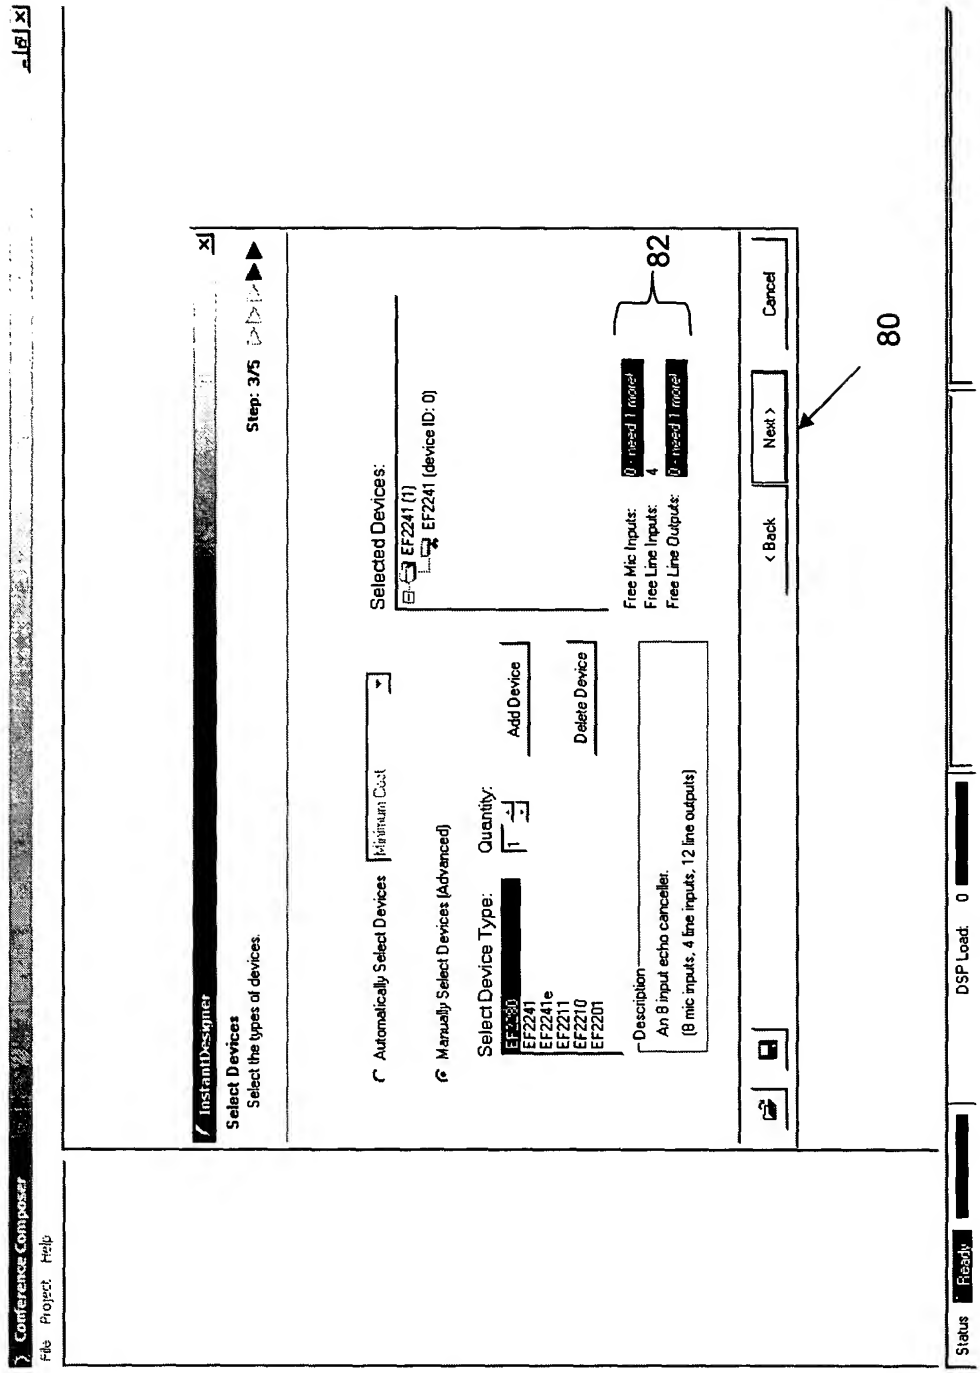 Conference Composer
File Project Help
InstantDesigner
Select Devices
Select the types of devices.
Step: 3/5
Automatically Select Devices
Minimum Cost
Manually Select Devices (Advanced)
Select Device Type:
EF2280
EF2241
EF2241e
EF2211
EF2210
EF2201
Quantity:
1
Add Device
Delete Device
Description
An 8 input echo canceller.
(8 mic inputs, 4 line inputs, 12 line outputs)
Selected Devices:
EF2241 (1)
EF2241 (device ID: 0)
Free Mic Inputs: 0 - need 1 more!
Free Line Inputs: 4
Free Line Outputs: 0 - need 1 more!
82
< Back
Next >
Cancel
80
Status Ready
DSP Load: 0